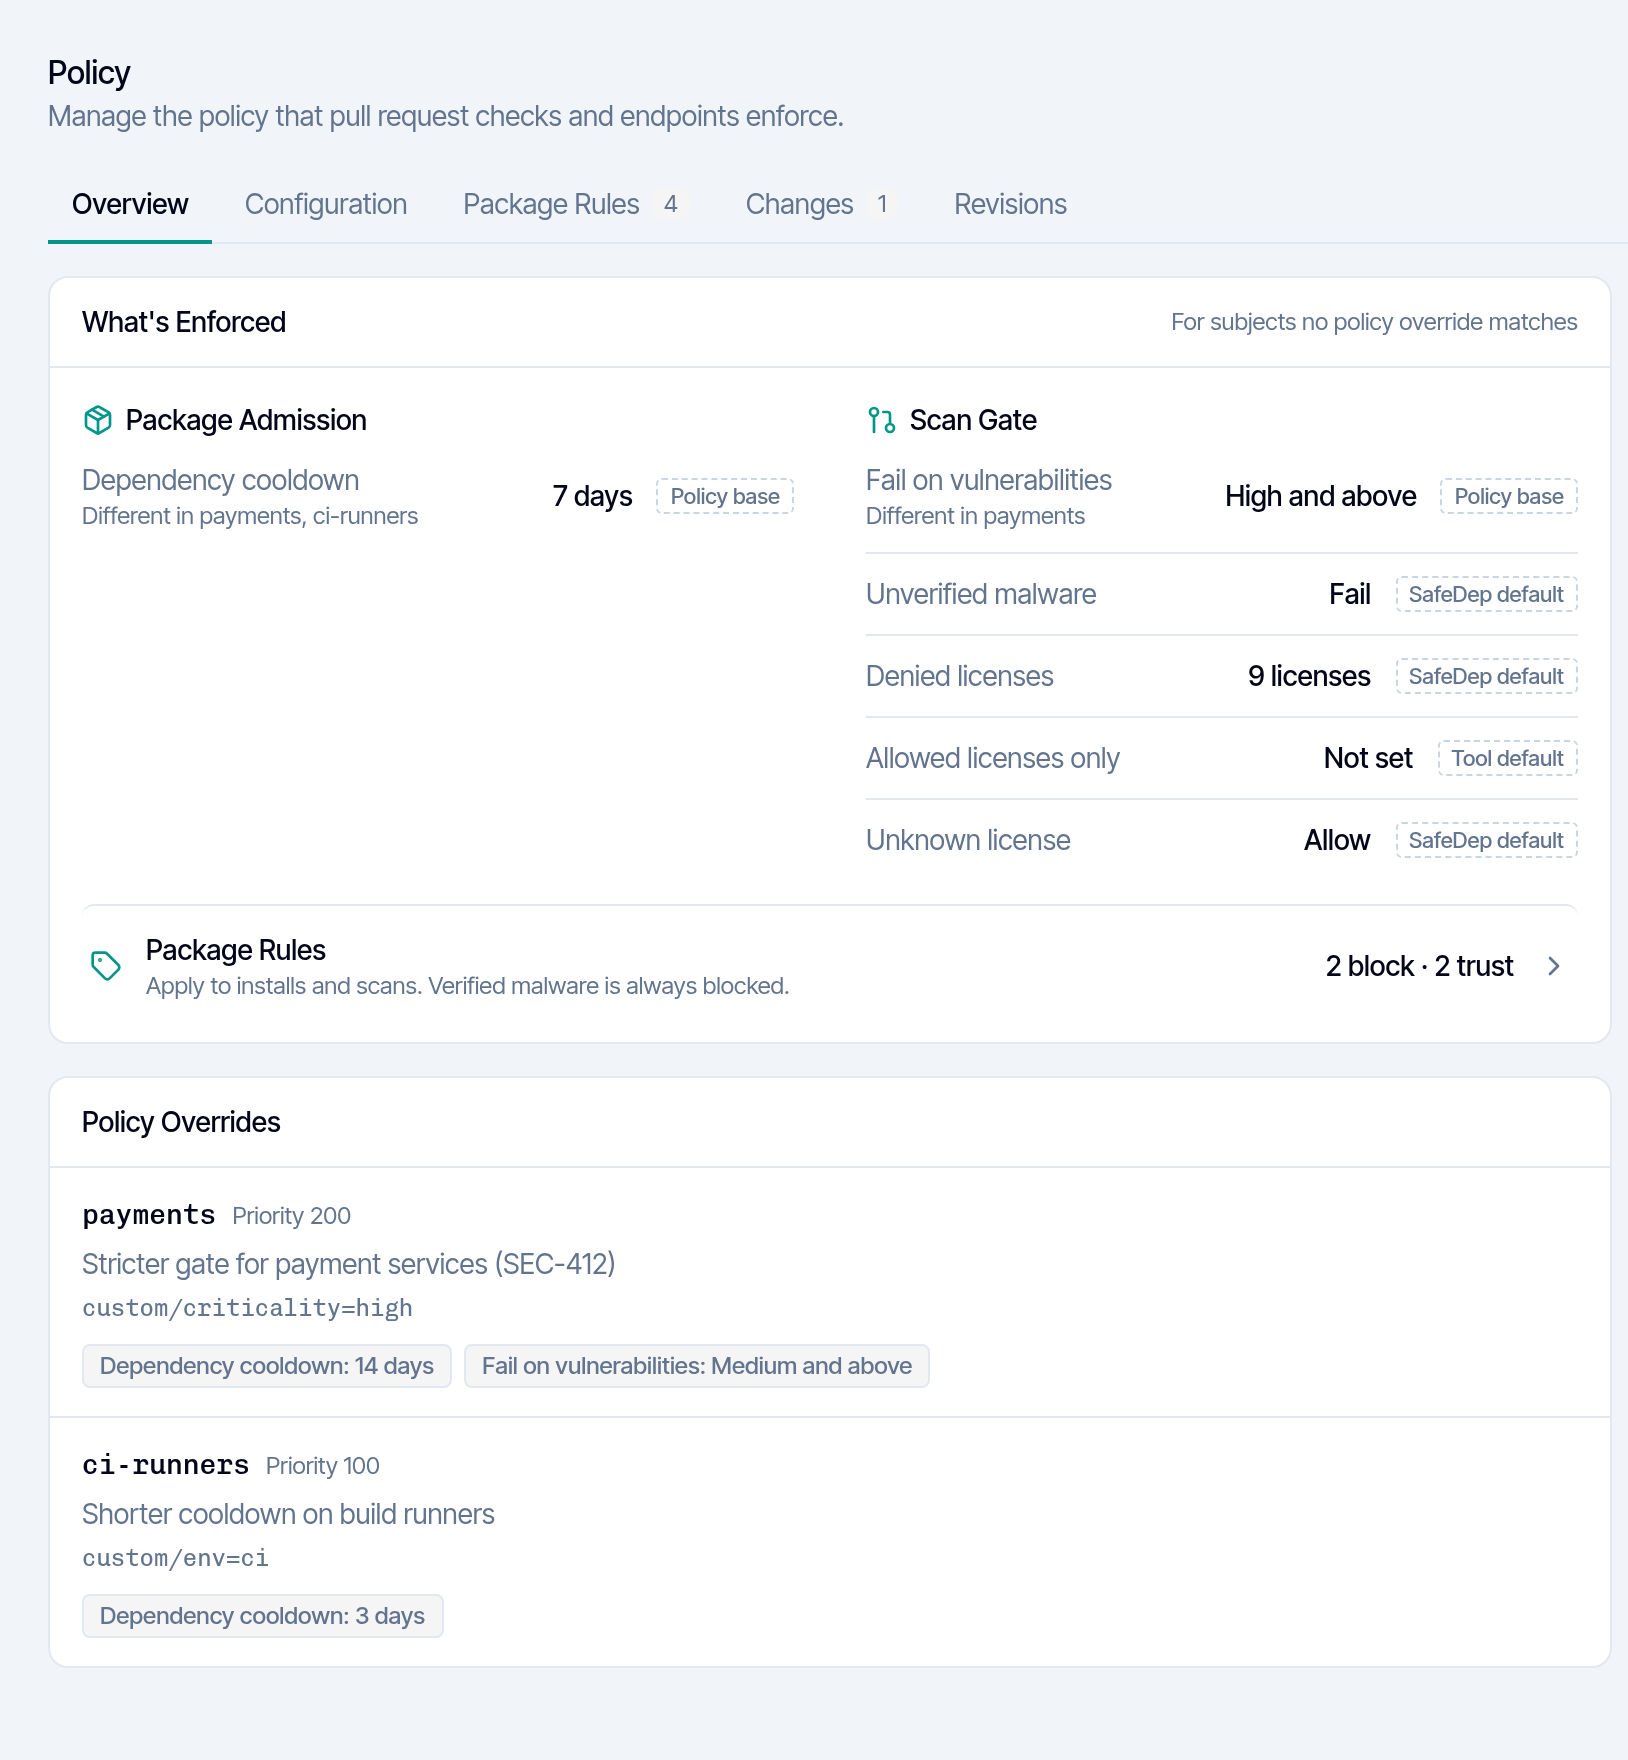 Policy
Manage the policy that pull request checks and endpoints enforce.
Overview
Configuration
Package Rules 4
Changes 1
Revisions
What's Enforced
For subjects no policy override matches
Package Admission
Dependency cooldown
Different in payments, ci-runners
7 days
Policy base
Scan Gate
Fail on vulnerabilities
Different in payments
High and above
Policy base
Unverified malware
Fail
SafeDep default
Denied licenses
9 licenses
SafeDep default
Allowed licenses only
Not set
Tool default
Unknown license
Allow
SafeDep default
Package Rules
Apply to installs and scans. Verified malware is always blocked.
2 block · 2 trust
Policy Overrides
payments Priority 200
Stricter gate for payment services (SEC-412)
custom/criticality=high
Dependency cooldown: 14 days
Fail on vulnerabilities: Medium and above
ci-runners Priority 100
Shorter cooldown on build runners
custom/env=ci
Dependency cooldown: 3 days